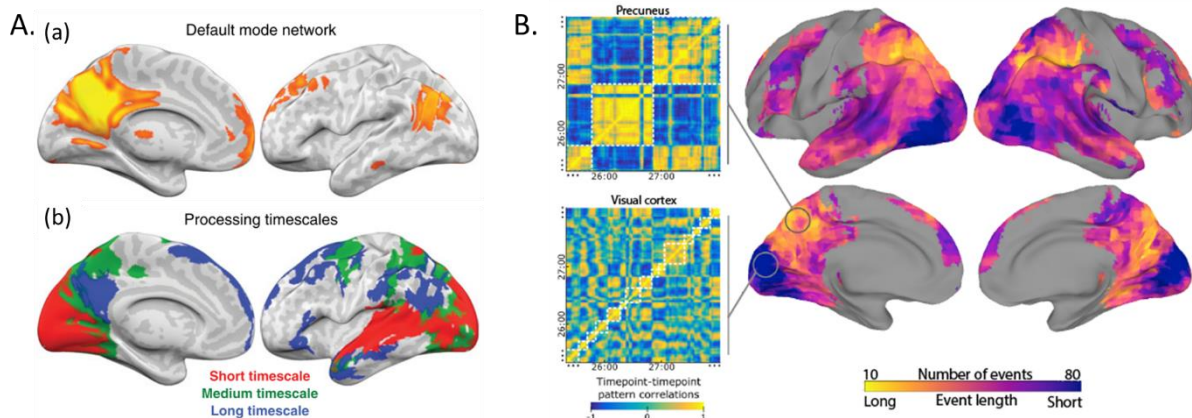 A.
(a)
Default mode network
(b)
Processing timescales
Short timescale
Medium timescale
Long timescale
B.
Precuneus
27:00
26:00
26:00 27:00
Visual cortex
27:00
26:00
26:00 27:00
Timepoint-timepoint
pattern correlations
-1 1
10 Number of events 80
Long Event length Short